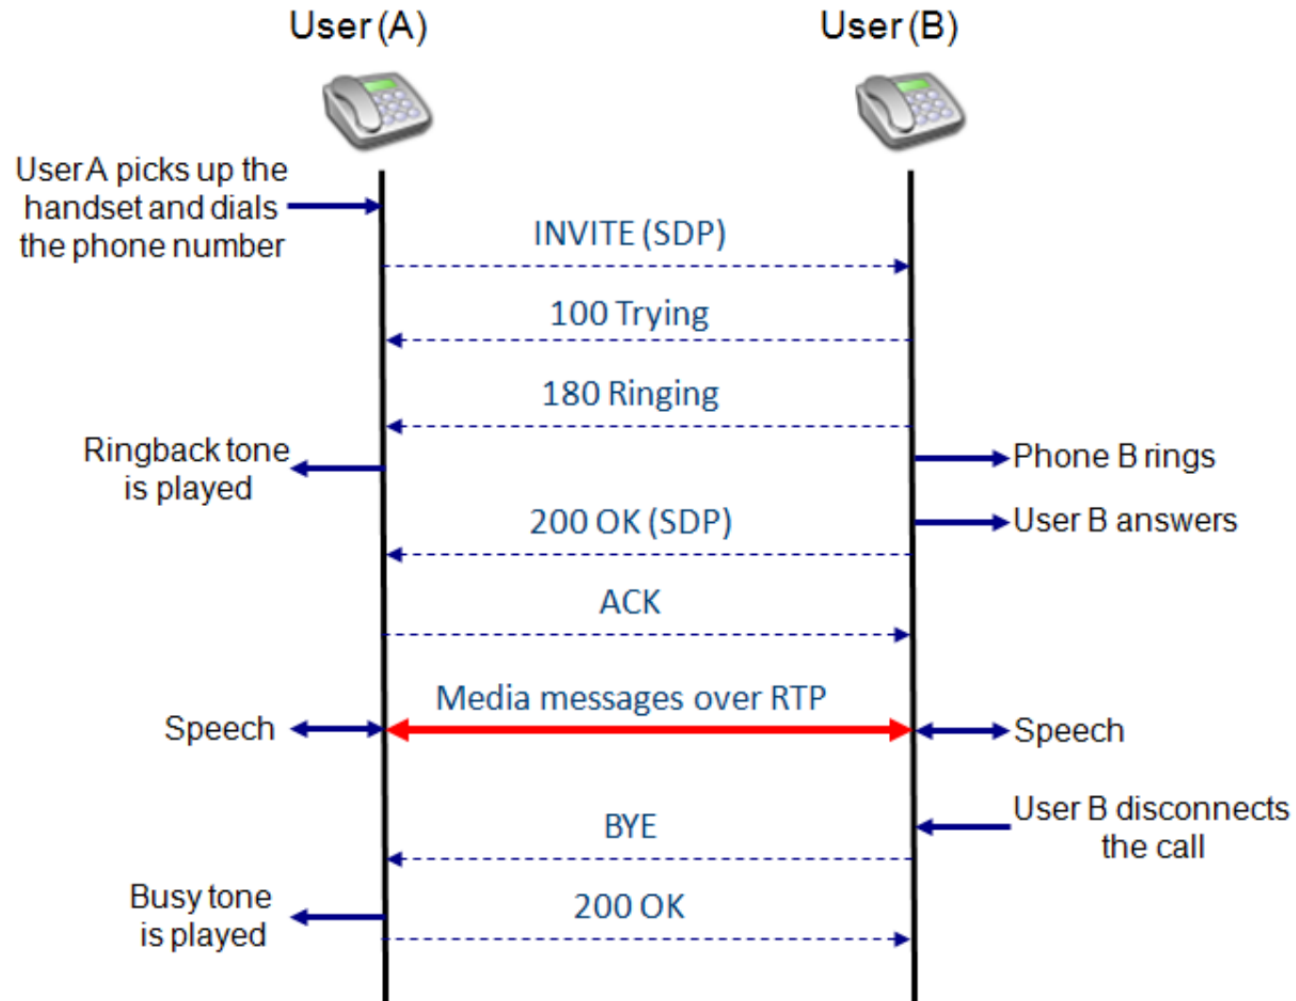 User (A)
User (B)
User A picks up the
handset and dials
the phone number
INVITE (SDP)
100 Trying
180 Ringing
Ringback tone
is played
Phone B rings
200 OK (SDP)
User B answers
ACK
Media messages over RTP
Speech
Speech
BYE
User B disconnects
the call
Busy tone
is played
200 OK